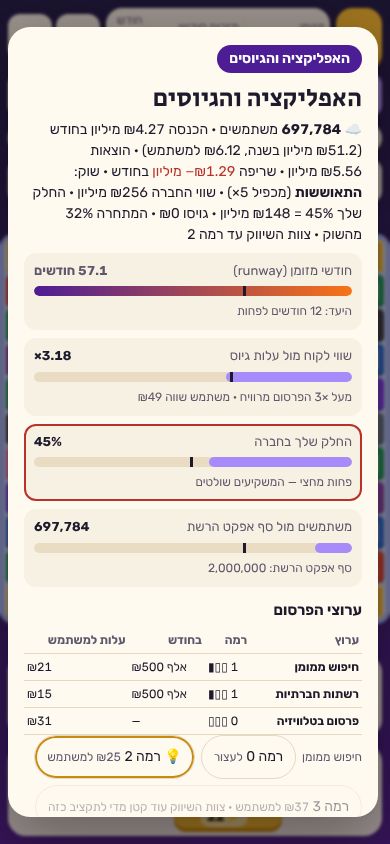 האפליקציה והגיוסים
האפליקציה והגיוסים
☁️ 697,784 משתמשים • הכנסה ₪4.27 מיליון בחודש
(₪51.2 מיליון בשנה, ₪6.12 למשתמש) • הוצאות
₪5.56 מיליון • שריפה ₪1.29− מיליון בחודש • שוק:
התאוששות (מכפיל ×5) • שווי החברה ₪256 מיליון • החלק
שלך 45% = ₪148 מיליון • גויסו ₪0 • המתחרה 32%
מהשוק • צוות השיווק עד רמה 2
חודשי מזומן (runway) 57.1 חודשים
היעד: 12 חודשים לפחות
שווי לקוח מול עלות גיוס ×3.18
מעל ×3 הפרסום מרוויח • משתמש שווה ₪49
החלק שלך בחברה 45%
פחות מחצי — המשקיעים שולטים
משתמשים מול סף אפקט הרשת 697,784
סף אפקט הרשת: 2,000,000
ערוצי הפרסום
ערוץ רמה בחודש עלות למשתמש
חיפוש ממומן 1 ▮▯▯ ₪500 אלף ₪21
רשתות חברתיות 1 ▮▯▯ ₪500 אלף ₪15
פרסום בטלוויזיה 0 ▯▯▯ — ₪31
חיפוש ממומן רמה 0 לעצור 💡 רמה 2 ₪25 למשתמש
רמה 3 ₪37 למשתמש • צוות השיווק עוד קטן מדי לתקציב כזה